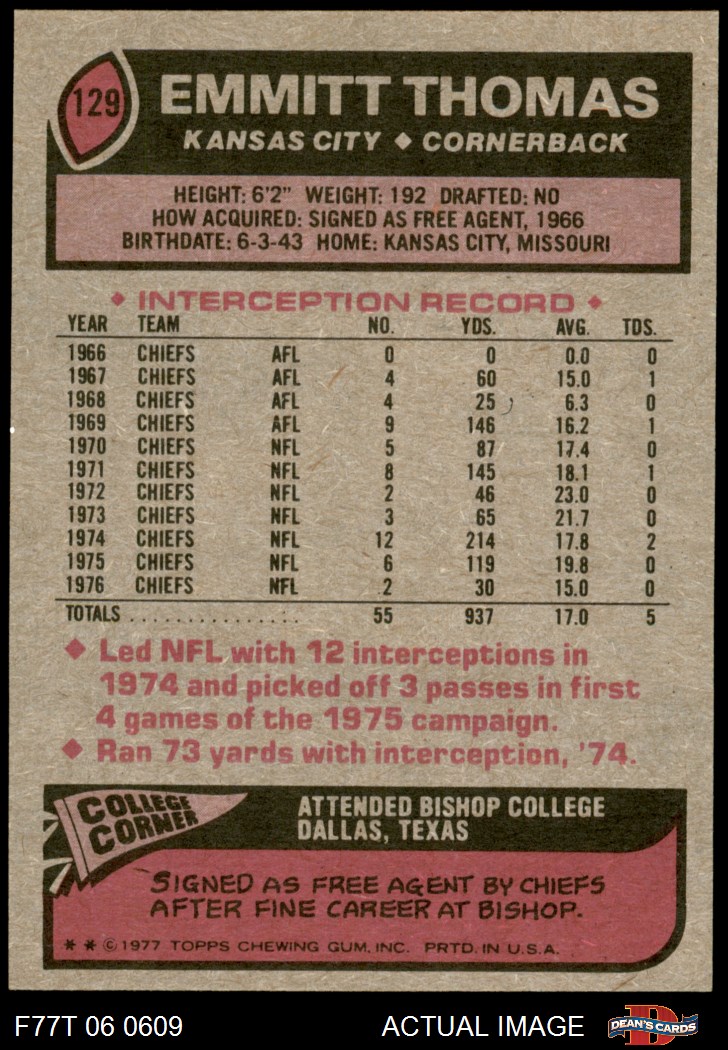 129
EMMITT THOMAS
KANSAS CITY ◆ CORNERBACK
HEIGHT: 6'2" WEIGHT: 192 DRAFTED: NO
HOW ACQUIRED: SIGNED AS FREE AGENT, 1966
BIRTHDATE: 6-3-43 HOME: KANSAS CITY, MISSOURI
◆ INTERCEPTION RECORD ◆
YEAR TEAM NO. YDS. AVG. TDS.
1966 CHIEFS AFL 0 0 0.0 0
1967 CHIEFS AFL 4 60 15.0 1
1968 CHIEFS AFL 4 25 6.3 0
1969 CHIEFS AFL 9 146 16.2 1
1970 CHIEFS NFL 5 87 17.4 0
1971 CHIEFS NFL 8 145 18.1 1
1972 CHIEFS NFL 2 46 23.0 0
1973 CHIEFS NFL 3 65 21.7 0
1974 CHIEFS NFL 12 214 17.8 2
1975 CHIEFS NFL 6 119 19.8 0
1976 CHIEFS NFL 2 30 15.0 0
TOTALS ............... 55 937 17.0 5
◆ Led NFL with 12 interceptions in
1974 and picked off 3 passes in first
4 games of the 1975 campaign.
◆ Ran 73 yards with interception, '74.
COLLEGE
CORNER
ATTENDED BISHOP COLLEGE
DALLAS, TEXAS
SIGNED AS FREE AGENT BY CHIEFS
AFTER FINE CAREER AT BISHOP.
* * © 1977 TOPPS CHEWING GUM, INC. PRTD. IN U.S.A.
F77T 06 0609 ACTUAL IMAGE
D
DEAN'S CARDS